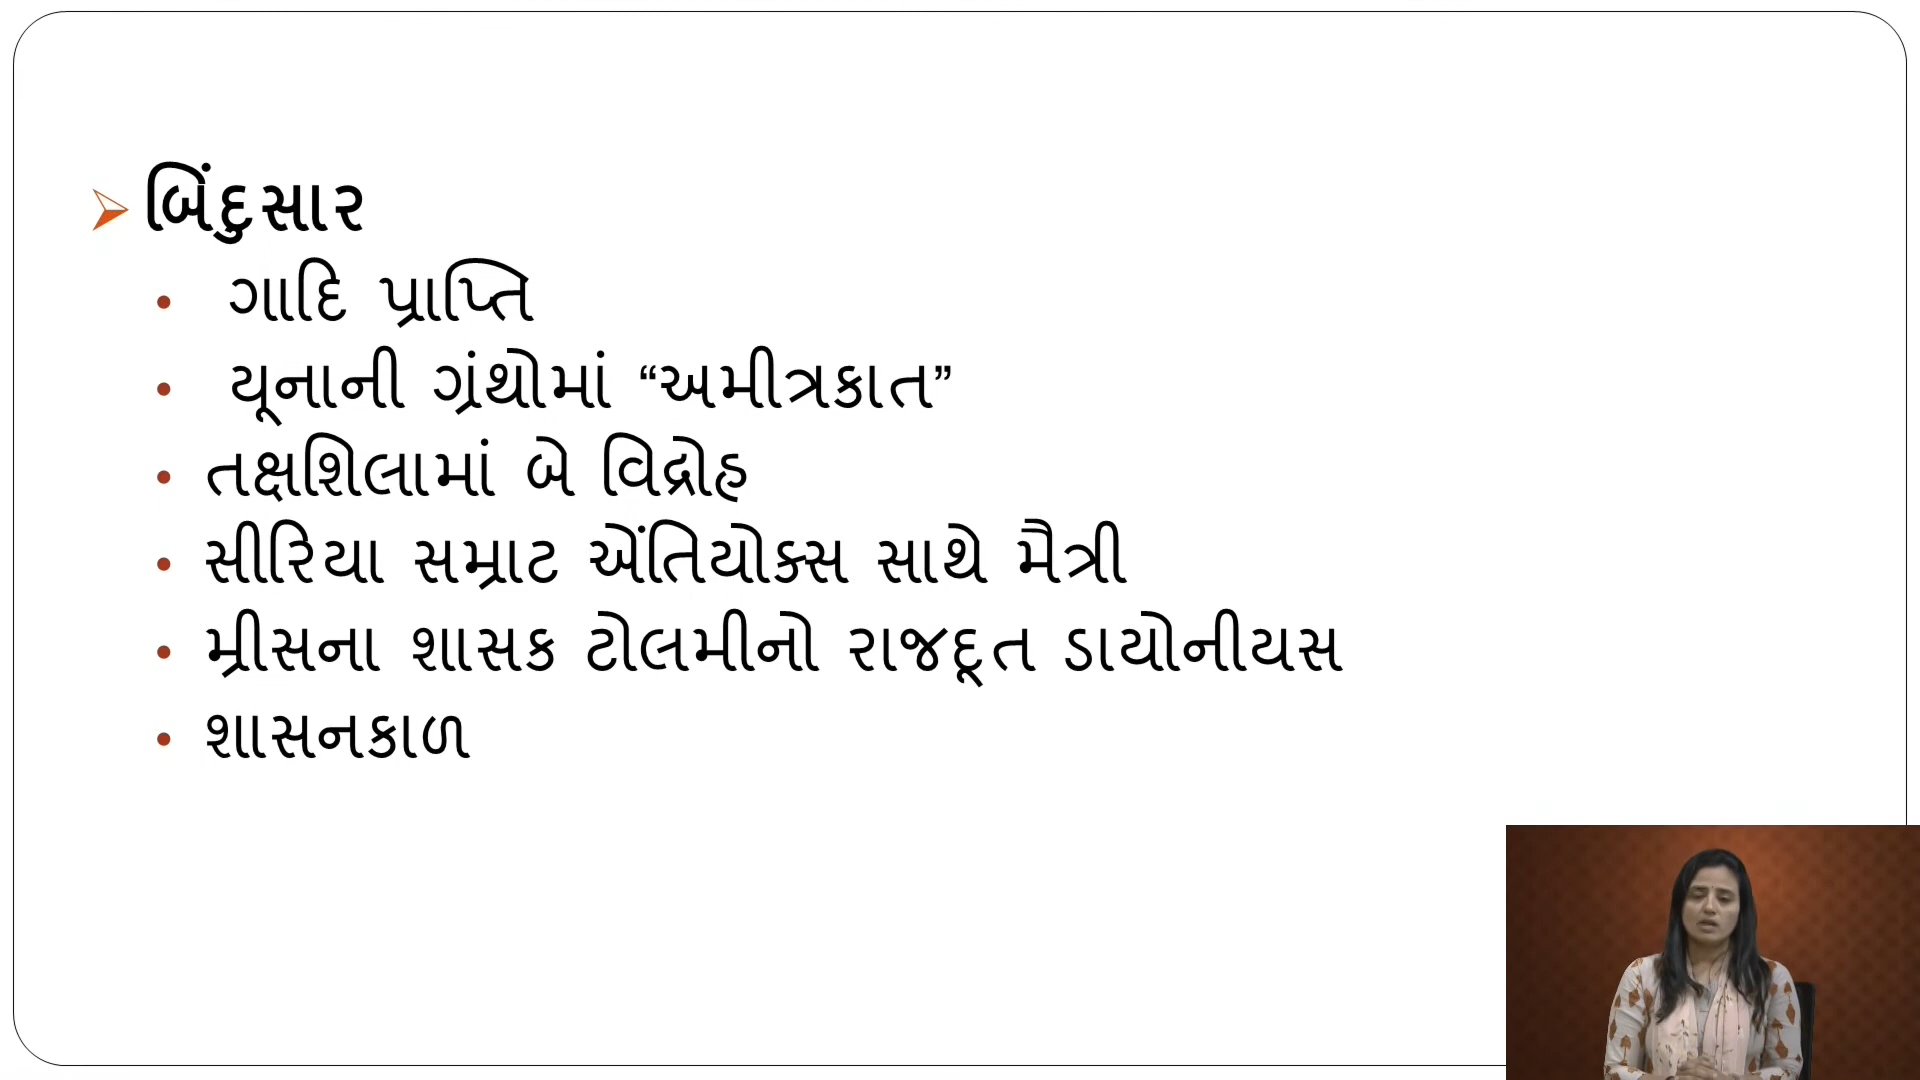 બિંદુસાર
ગાદિ પ્રાપ્તિ
યૂનાની ગ્રંથોમાં “અમીત્રકાત”
તક્ષશિલામાં બે વિદ્રોહ
સીરિયા સમ્રાટ એંતિયોક્સ સાથે મૈત્રી
મ્રીસના શાસક ટોલમીનો રાજદૂત ડાયોનીયસ
શાસનકાળ